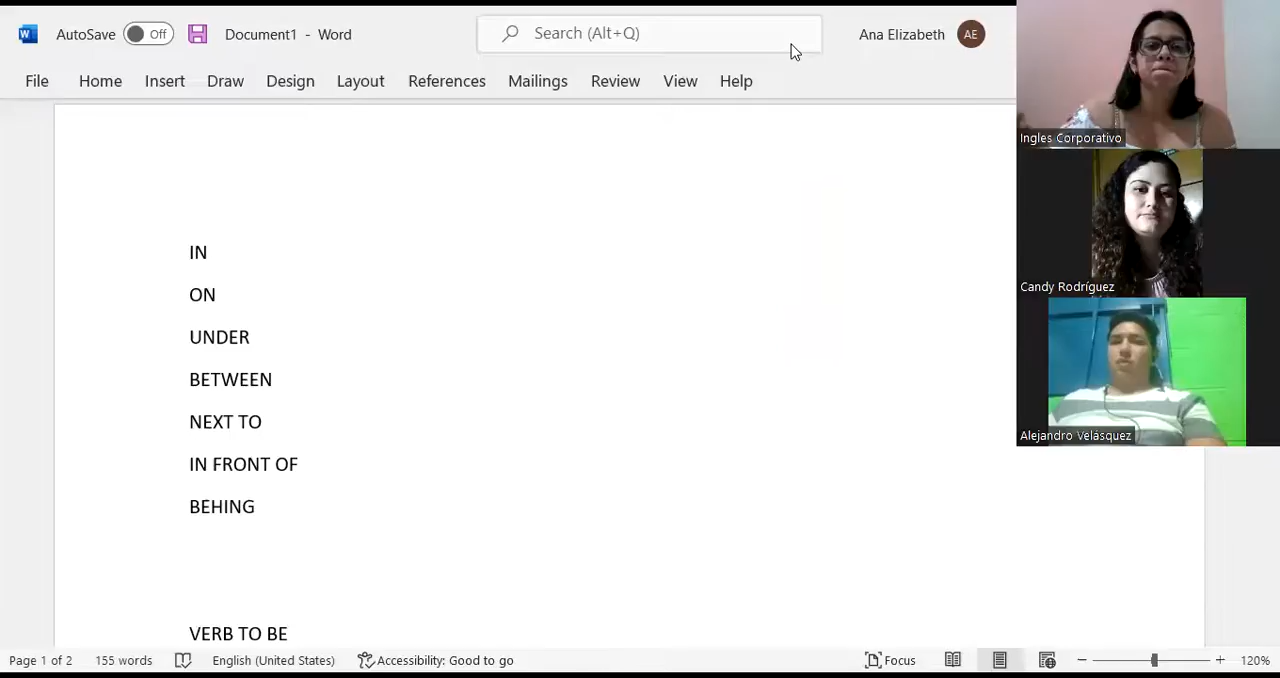 AutoSave Off Document1 - Word Search (Alt+Q) Ana Elizabeth AE
File Home Insert Draw Design Layout References Mailings Review View Help
IN
ON
UNDER
BETWEEN
NEXT TO
IN FRONT OF
BEHING
VERB TO BE
Page 1 of 2 155 words English (United States) Accessibility: Good to go Focus 120%
Ingles Corporativo
Candy Rodríguez
Alejandro Velásquez